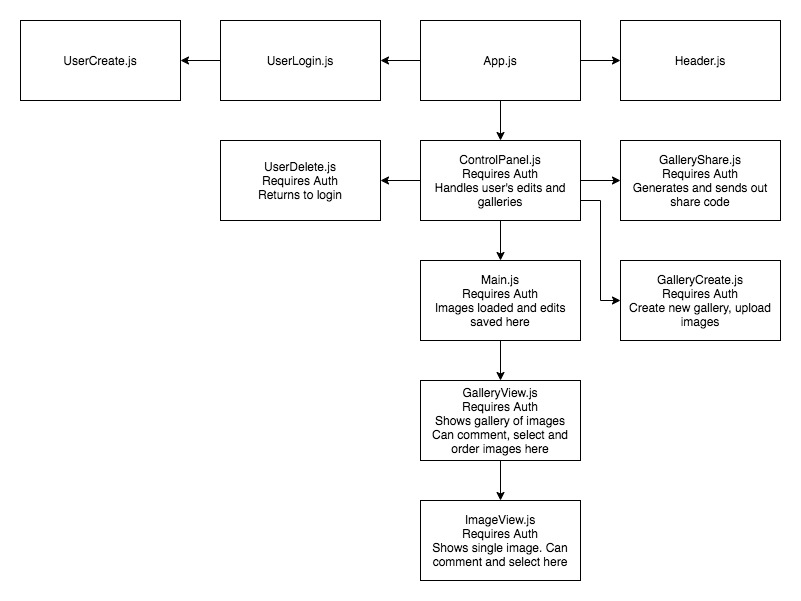 UserCreate.js
UserLogin.js
App.js
Header.js
UserDelete.js
Requires Auth
Returns to login
ControlPanel.js
Requires Auth
Handles user's edits and
galleries
GalleryShare.js
Requires Auth
Generates and sends out
share code
Main.js
Requires Auth
Images loaded and edits
saved here
GalleryCreate.js
Requires Auth
Create new gallery, upload
images
GalleryView.js
Requires Auth
Shows gallery of images
Can comment, select and
order images here
ImageView.js
Requires Auth
Shows single image. Can
comment and select here